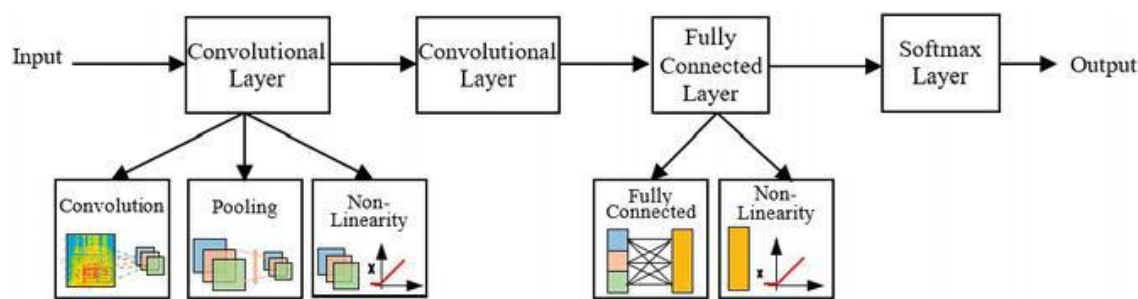 Input
Convolutional
Layer
Convolutional
Layer
Fully
Connected
Layer
Softmax
Layer
Output
Convolution
Pooling
Non-
Linearity
x
Fully
Connected
Non-
Linearity
x